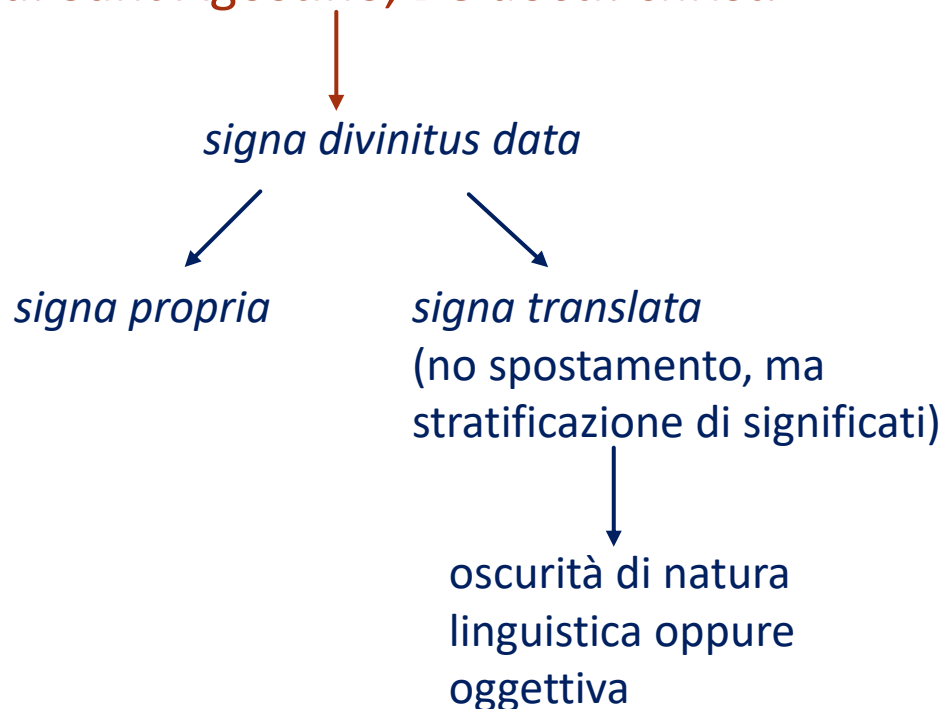 signa divinitus data
signa propria
signa translata
(no spostamento, ma
stratificazione di significati)
oscurità di natura
linguistica oppure
oggettiva